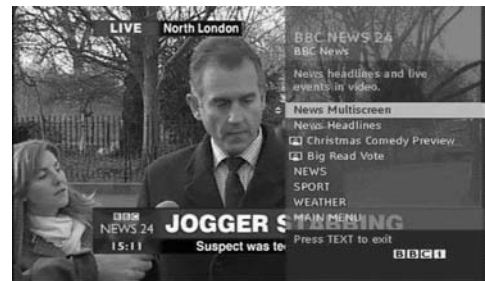 LIVE North London
BBC NEWS 24
BBC News
News headlines and live
events in video.
News Multiscreen
News Headlines
Christmas Comedy Preview
Big Read Vote
NEWS
SPORT
WEATHER
MAIN MENU
Press TEXT to exit
BBCi
BBC
NEWS 24
15:11
JOGGER STABBING
Suspect was te